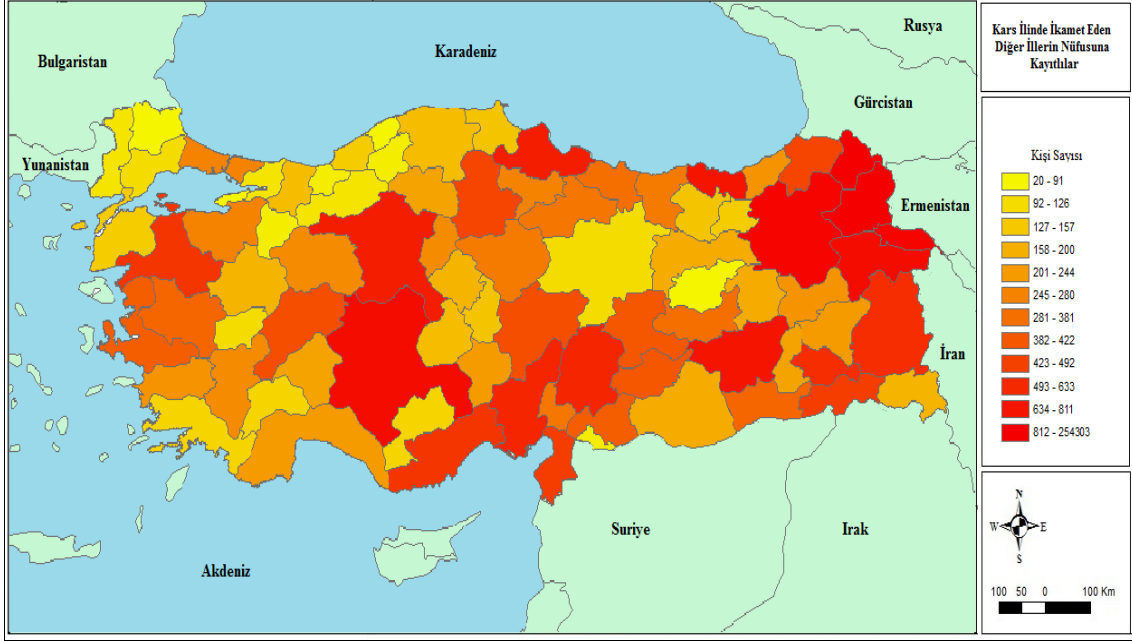 Rusya
Kars İlinde İkamet Eden
Diğer İllerin Nüfusuna
Kayıtlılar
Karadeniz
Bulgaristan
Gürcistan
Yunanistan
Ermenistan
İran
Suriye
Irak
Akdeniz
Kişi Sayısı
20 - 91
92 - 126
127 - 157
158 - 200
201 - 244
245 - 280
281 - 381
382 - 422
423 - 492
493 - 633
634 - 811
812 - 254303
N
W E
S
100 50 0 100 Km